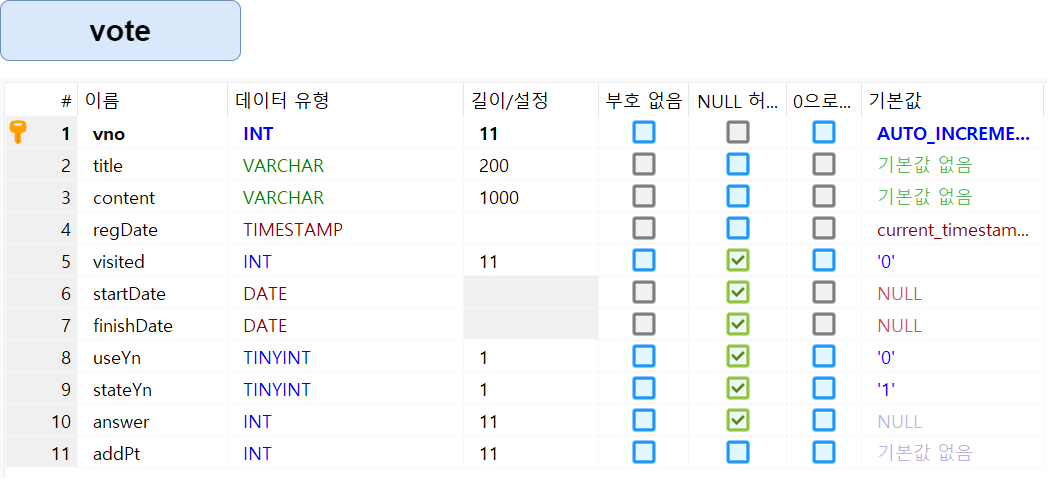 vote
# 이름 데이터 유형 길이/설정 부호 없음 NULL 허... 0으로... 기본값
1 vno INT 11 AUTO_INCREME...
2 title VARCHAR 200 기본값 없음
3 content VARCHAR 1000 기본값 없음
4 regDate TIMESTAMP current_timestam...
5 visited INT 11 '0'
6 startDate DATE NULL
7 finishDate DATE NULL
8 useYn TINYINT 1 '0'
9 stateYn TINYINT 1 '1'
10 answer INT 11 NULL
11 addPt INT 11 기본값 없음